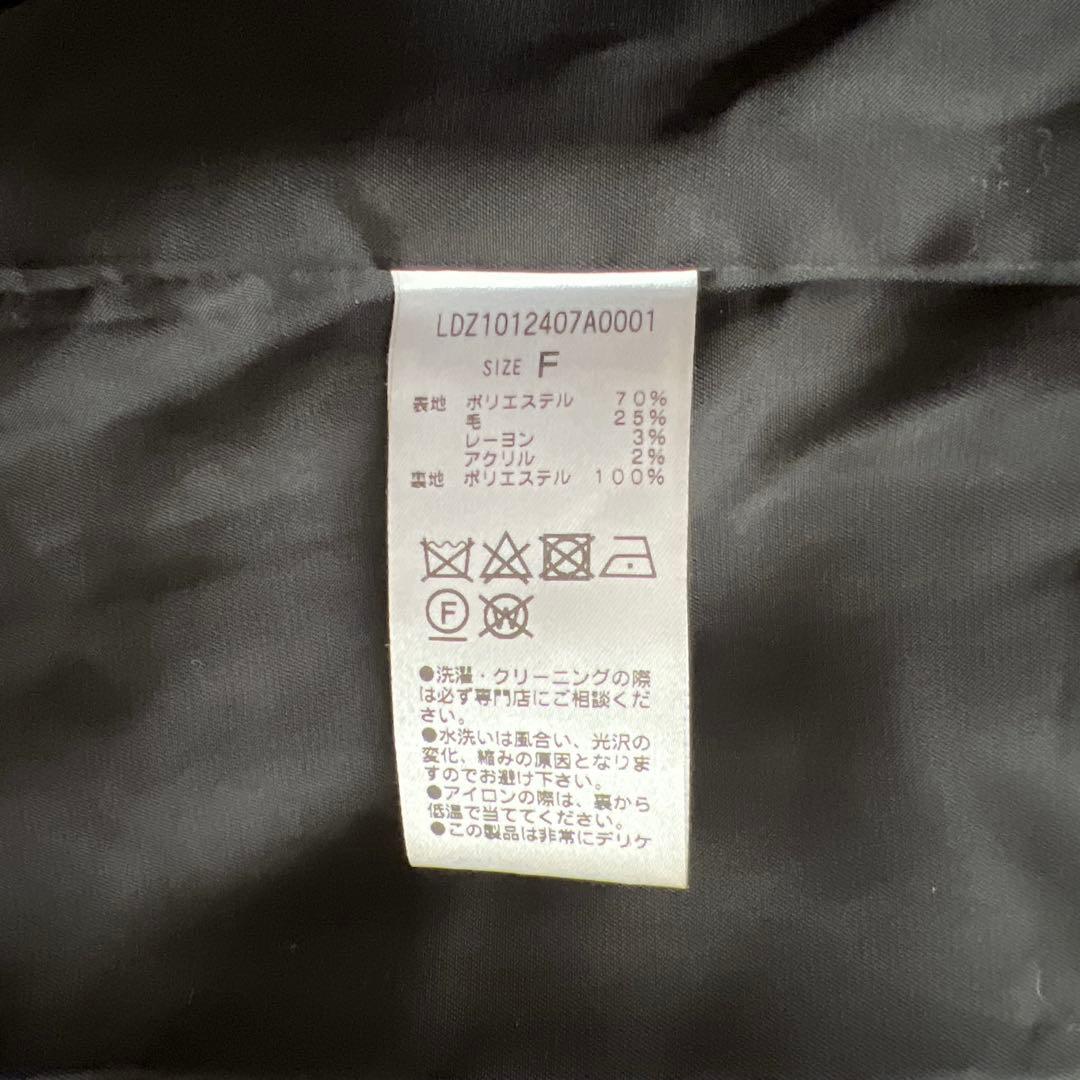 LDZ1012407A0001
SIZE F
表地 ポリエステル 70%
毛 25%
レーヨン 3%
アクリル 2%
裏地 ポリエステル 100%
F W
●洗濯・クリーニングの際
は必ず専門店にご相談くだ
さい。
●水洗いは風合い、光沢の
変化、縮みの原因となりま
すのでお避け下さい。
●アイロンの際は、裏から
低温で当ててください。
●この製品は非常にデリケ